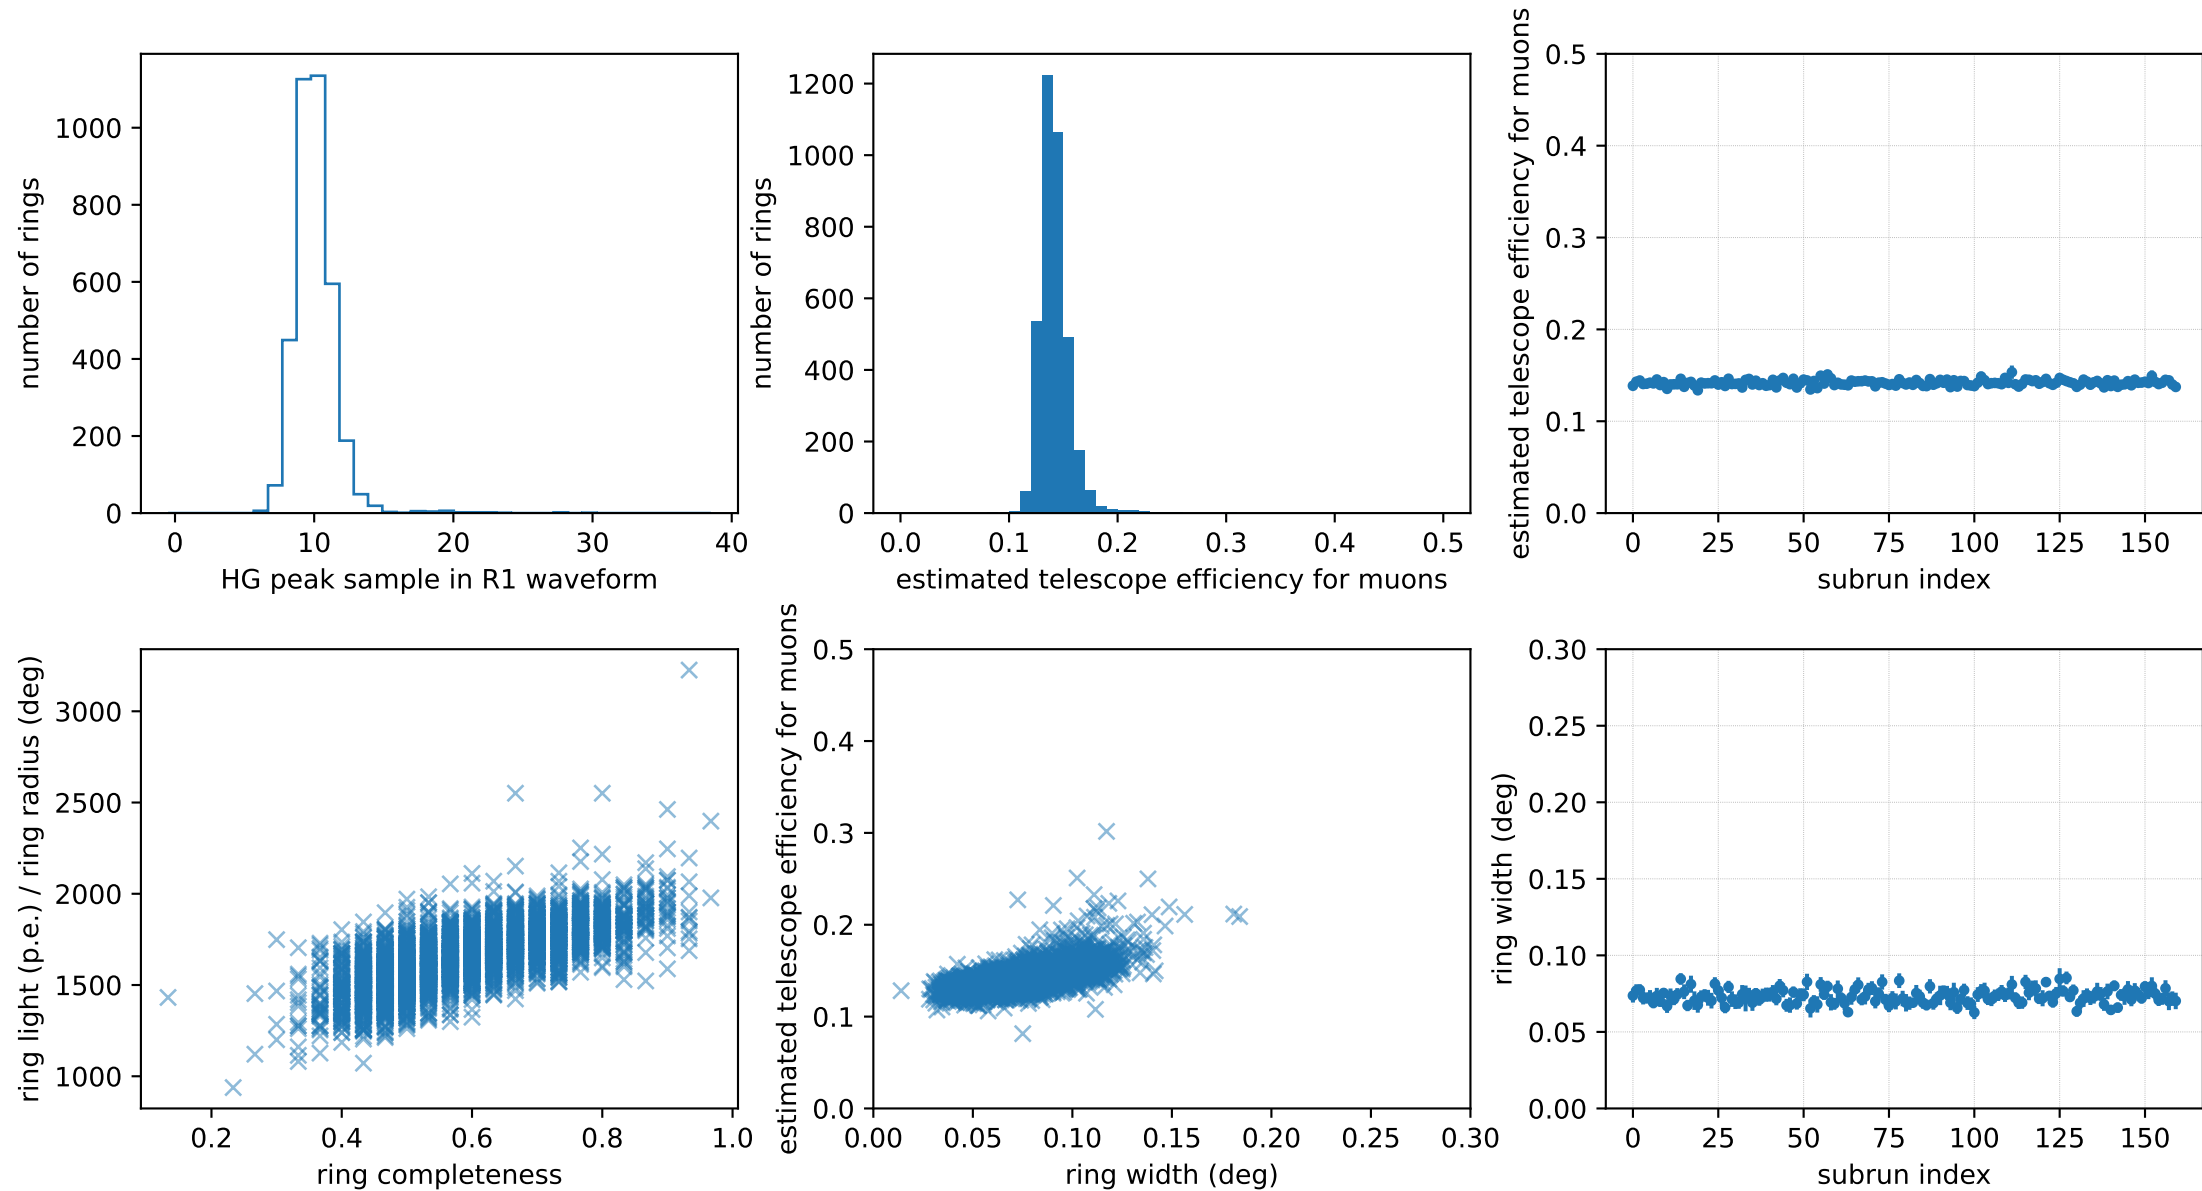 number of rings
1000
800
600
400
200
0
0 10 20 30 40
HG peak sample in R1 waveform
number of rings
1200
1000
800
600
400
200
0
0.0 0.1 0.2 0.3 0.4 0.5
estimated telescope efficiency for muons
estimated telescope efficiency for muons
0.5
0.4
0.3
0.2
0.1
0.0
0 25 50 75 100 125 150
subrun index
ring light (p.e.) / ring radius (deg)
3000
2500
2000
1500
1000
0.2 0.4 0.6 0.8 1.0
ring completeness
estimated telescope efficiency for muons
0.5
0.4
0.3
0.2
0.1
0.0
0.00 0.05 0.10 0.15 0.20 0.25 0.30
ring width (deg)
ring width (deg)
0.30
0.25
0.20
0.15
0.10
0.05
0.00
0 25 50 75 100 125 150
subrun index